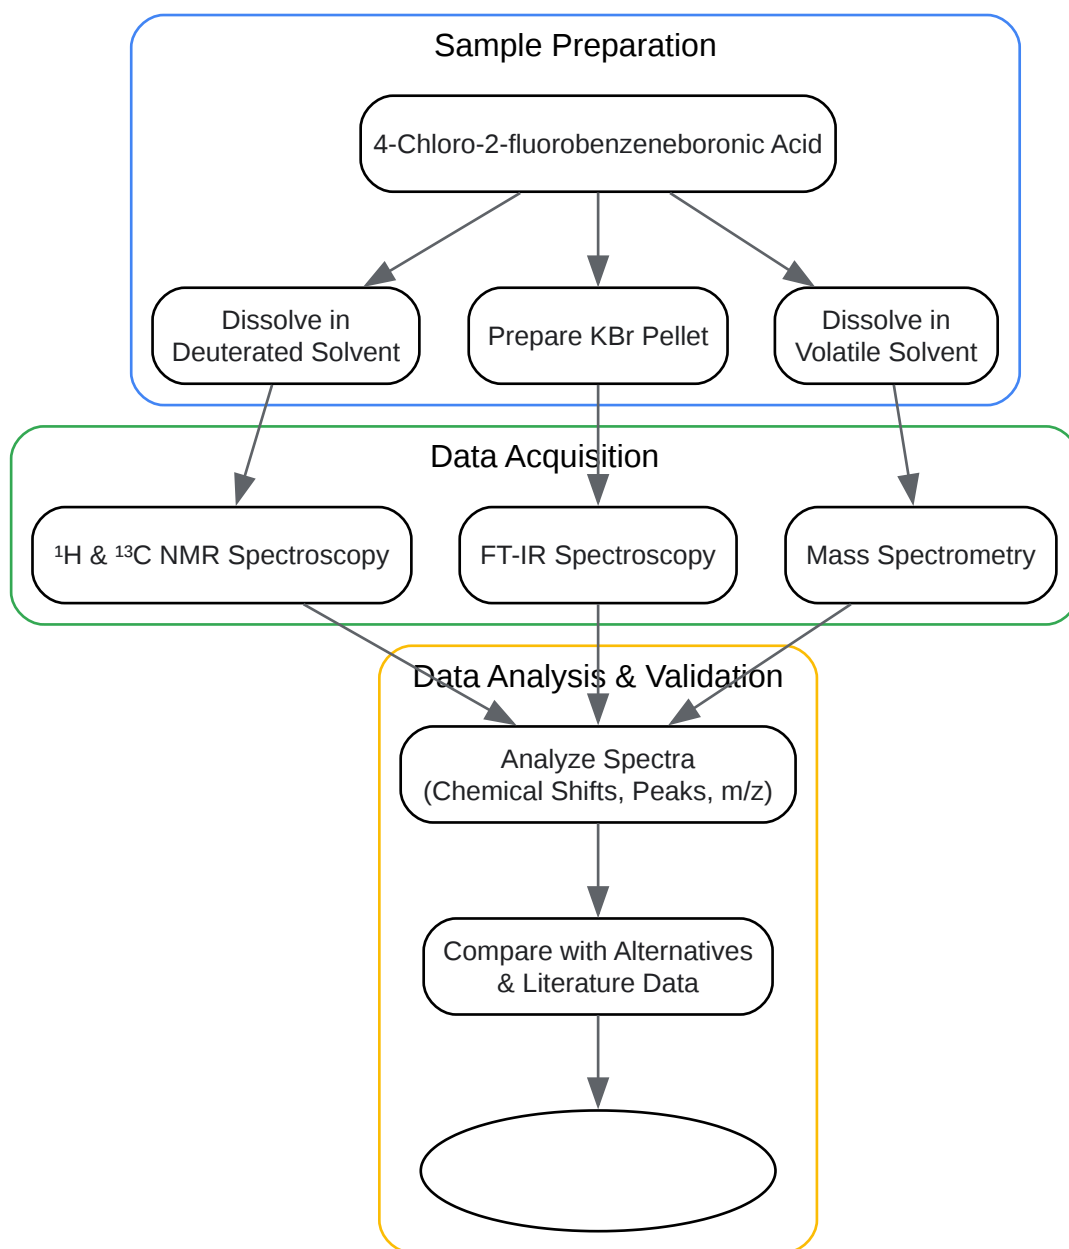 Sample Preparation
4-Chloro-2-fluorobenzeneboronic Acid
Dissolve in
Deuterated Solvent
Prepare KBr Pellet
Dissolve in
Volatile Solvent
Data Acquisition
¹H & ¹³C NMR Spectroscopy
FT-IR Spectroscopy
Mass Spectrometry
Data Analysis & Validation
Analyze Spectra
(Chemical Shifts, Peaks, m/z)
Compare with Alternatives
& Literature Data